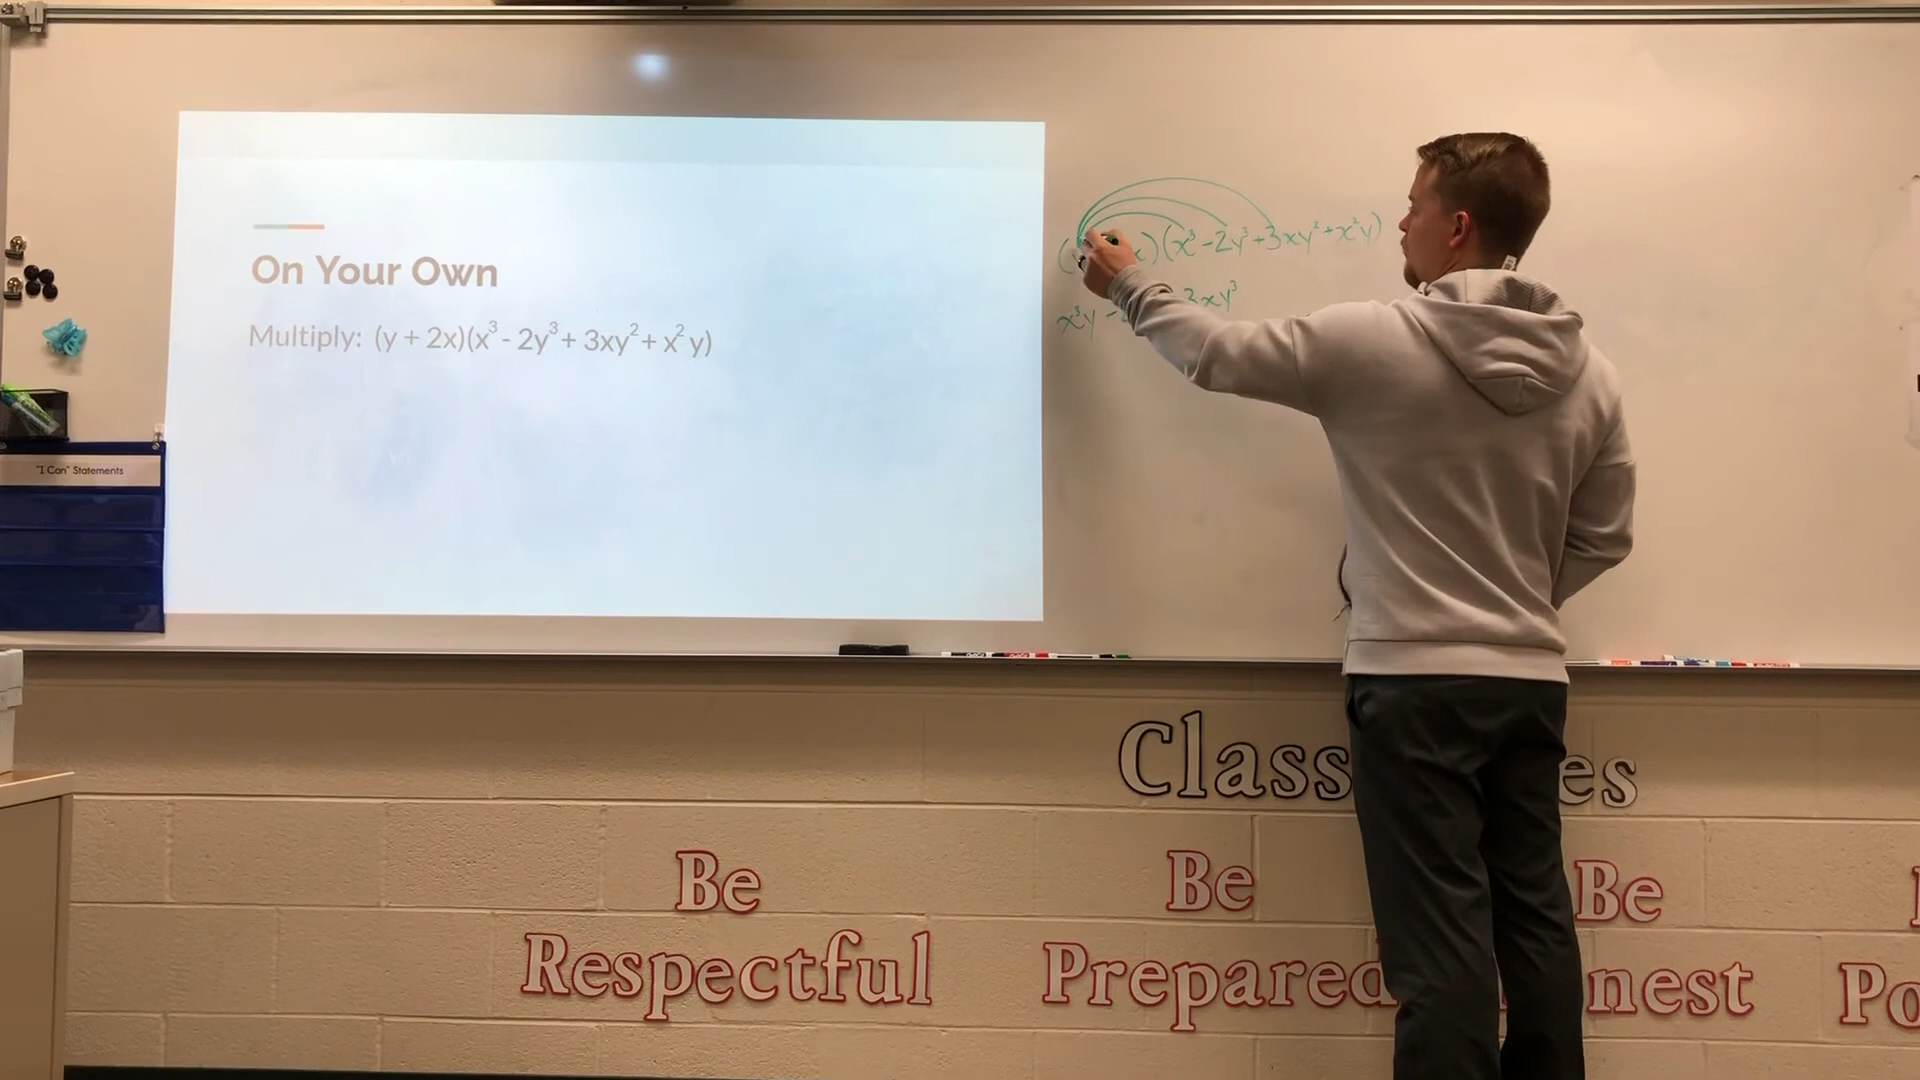 On Your Own
Multiply: (y + 2x)(x³ - 2y³ + 3xy² + x²y)
(x³-2y³+3xy²+x²y)
x³y - 3xy³
"I Can" Statements
Class es
Be Be Be
Respectful Prepared nest Po